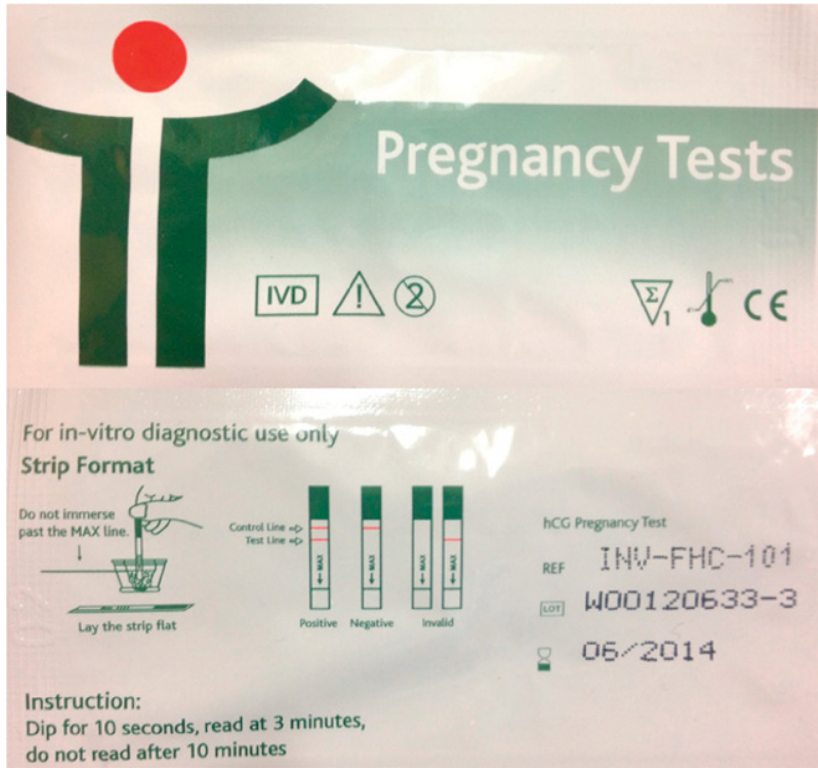 Pregnancy Tests
IVD
2
Σ
1
CE
For in-vitro diagnostic use only
Strip Format
Do not immerse
past the MAX line.
Lay the strip flat
Control Line
Test Line
MAX
MAX
MAX
MAX
Positive
Negative
Invalid
hCG Pregnancy Test
REF INV-FHC-101
LOT W00120633-3
06/2014
Instruction:
Dip for 10 seconds, read at 3 minutes,
do not read after 10 minutes